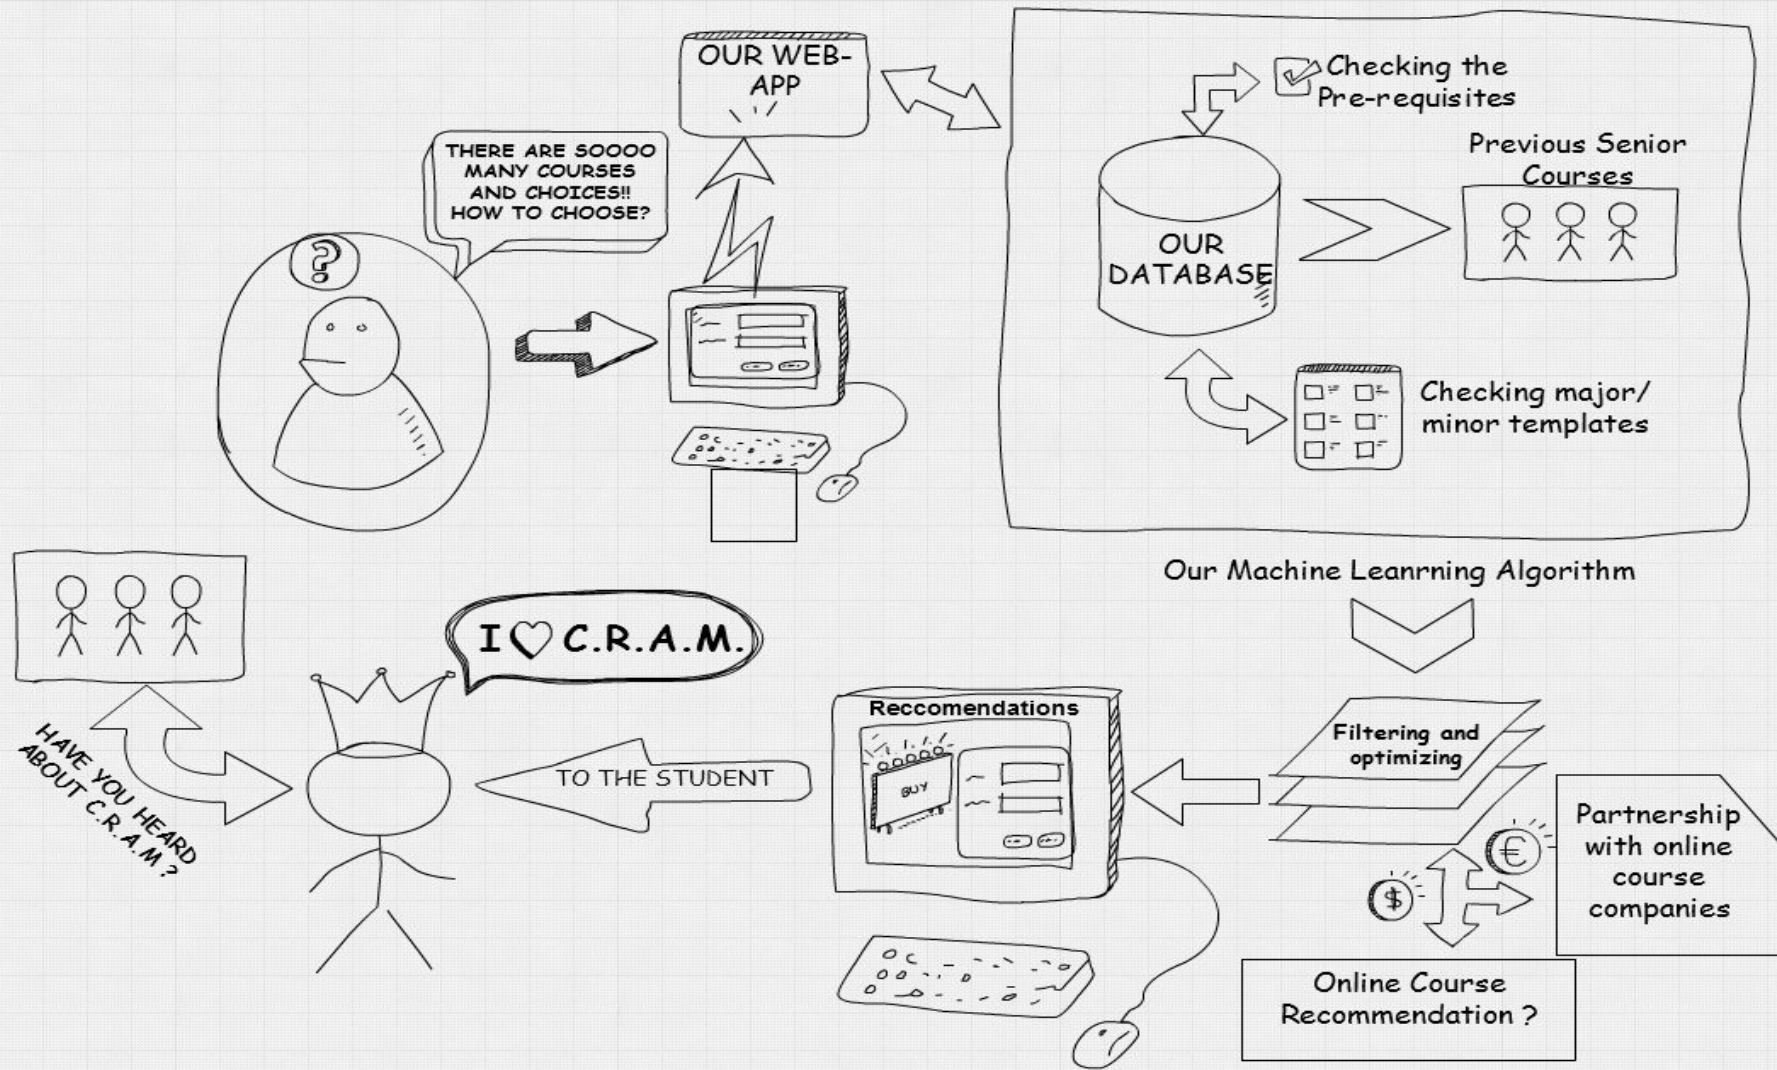 OUR WEB-
APP
THERE ARE SOOOO
MANY COURSES
AND CHOICES!!
HOW TO CHOOSE?
?
Checking the
Pre-requisites
Previous Senior
Courses
OUR
DATABASE
Checking major/
minor templates
Our Machine Leanrning Algorithm
I ♡ C.R.A.M.
HAVE YOU HEARD
ABOUT C.R.A.M?
TO THE STUDENT
Reccomendations
BUY
Filtering and
optimizing
Partnership
with online
course
companies
€
$
Online Course
Recommendation ?